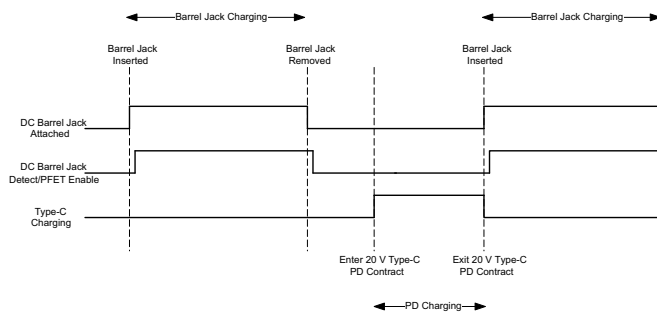 Barrel Jack Charging
Barrel Jack Charging
Barrel Jack
Inserted
Barrel Jack
Removed
Barrel Jack
Inserted
DC Barrel Jack
Attached
DC Barrel Jack
Detect/PFET Enable
Type-C
Charging
Enter 20 V Type-C
PD Contract
Exit 20 V Type-C
PD Contract
PD Charging